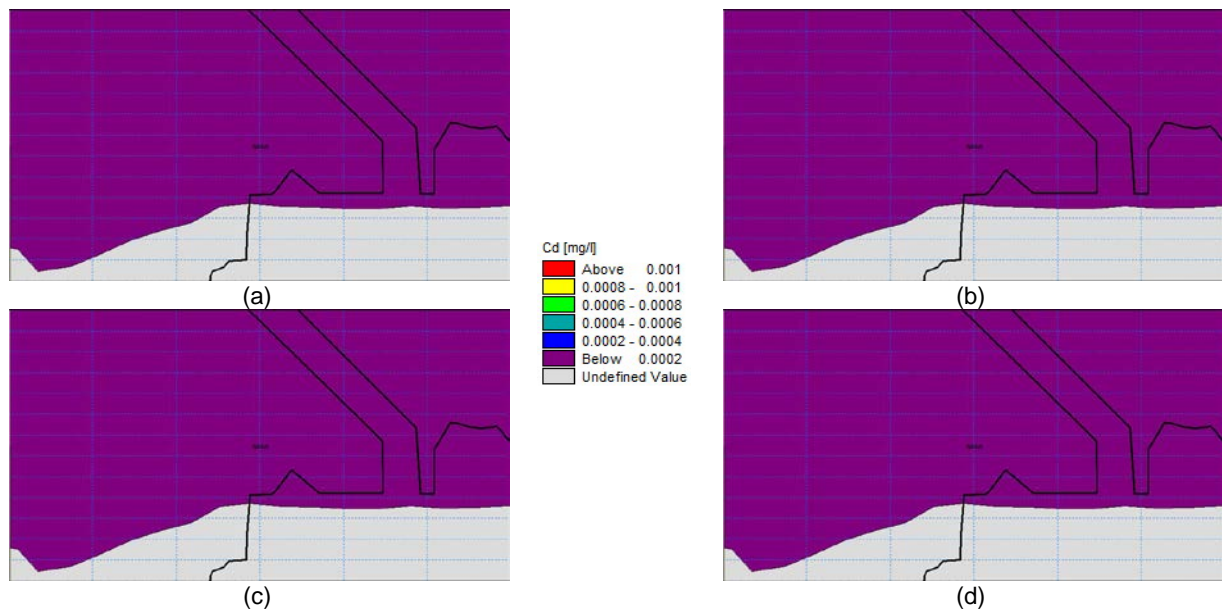 (a)
(b)
Cd [mg/l]
Above 0.001
0.0008 - 0.001
0.0006 - 0.0008
0.0004 - 0.0006
0.0002 - 0.0004
Below 0.0002
Undefined Value
(c)
(d)